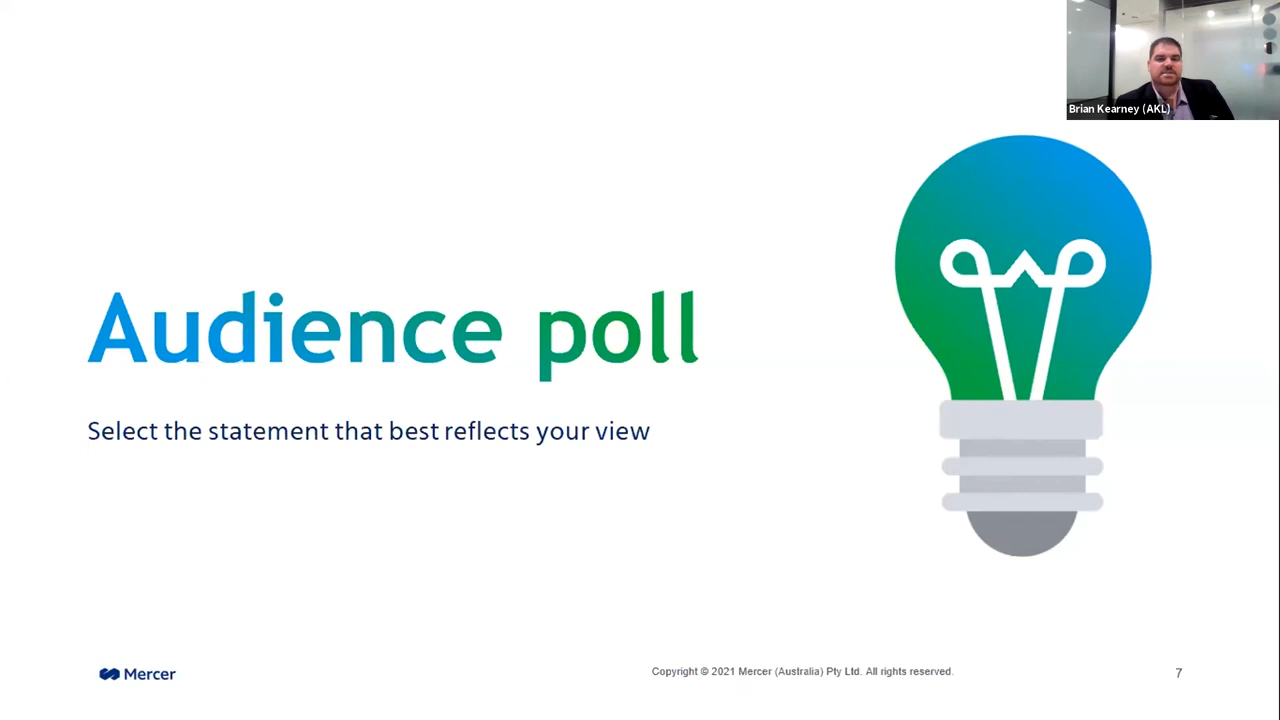 Brian Kearney (AKL)
Audience poll
Select the statement that best reflects your view
Mercer
Copyright © 2021 Mercer (Australia) Pty Ltd. All rights reserved.
7